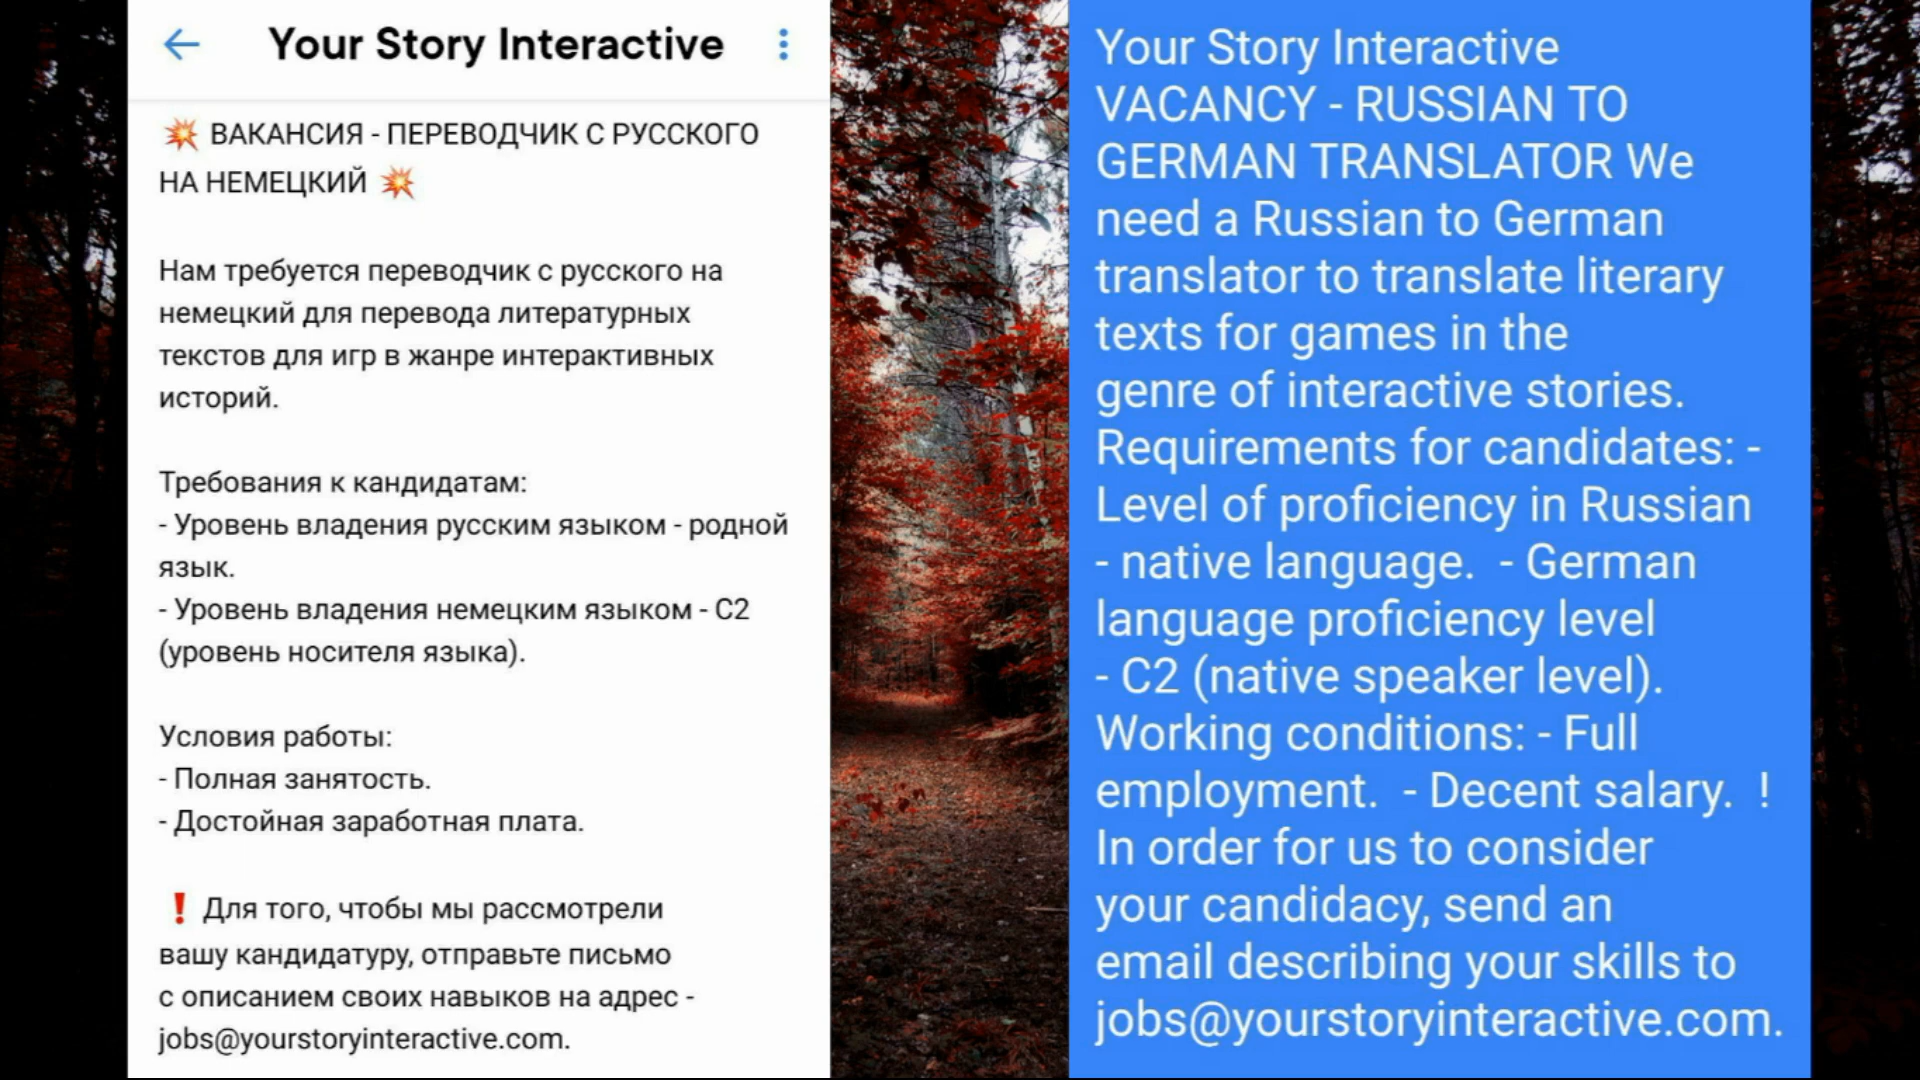 Your Story Interactive
💥 ВАКАНСИЯ - ПЕРЕВОДЧИК С РУССКОГО
НА НЕМЕЦКИЙ 💥
Нам требуется переводчик с русского на
немецкий для перевода литературных
текстов для игр в жанре интерактивных
историй.
Требования к кандидатам:
- Уровень владения русским языком - родной
язык.
- Уровень владения немецким языком - С2
(уровень носителя языка).
Условия работы:
- Полная занятость.
- Достойная заработная плата.
❗ Для того, чтобы мы рассмотрели
вашу кандидатуру, отправьте письмо
с описанием своих навыков на адрес -
jobs@yourstoryinteractive.com.
Your Story Interactive
VACANCY - RUSSIAN TO
GERMAN TRANSLATOR We
need a Russian to German
translator to translate literary
texts for games in the
genre of interactive stories.
Requirements for candidates: -
Level of proficiency in Russian
- native language.  - German
language proficiency level
- C2 (native speaker level).
Working conditions: - Full
employment.  - Decent salary.  !
In order for us to consider
your candidacy, send an
email describing your skills to
jobs@yourstoryinteractive.com.